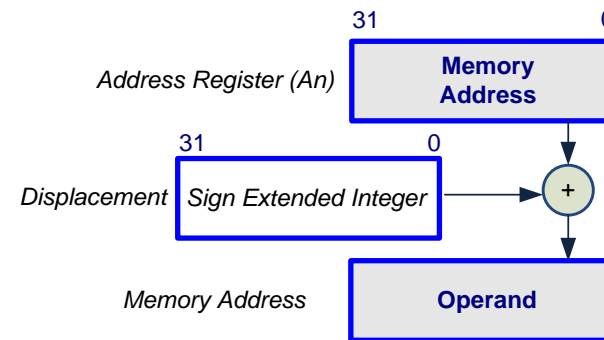 31 0
Address Register (An) Memory
Address
31 0
Displacement Sign Extended Integer +
Memory Address Operand